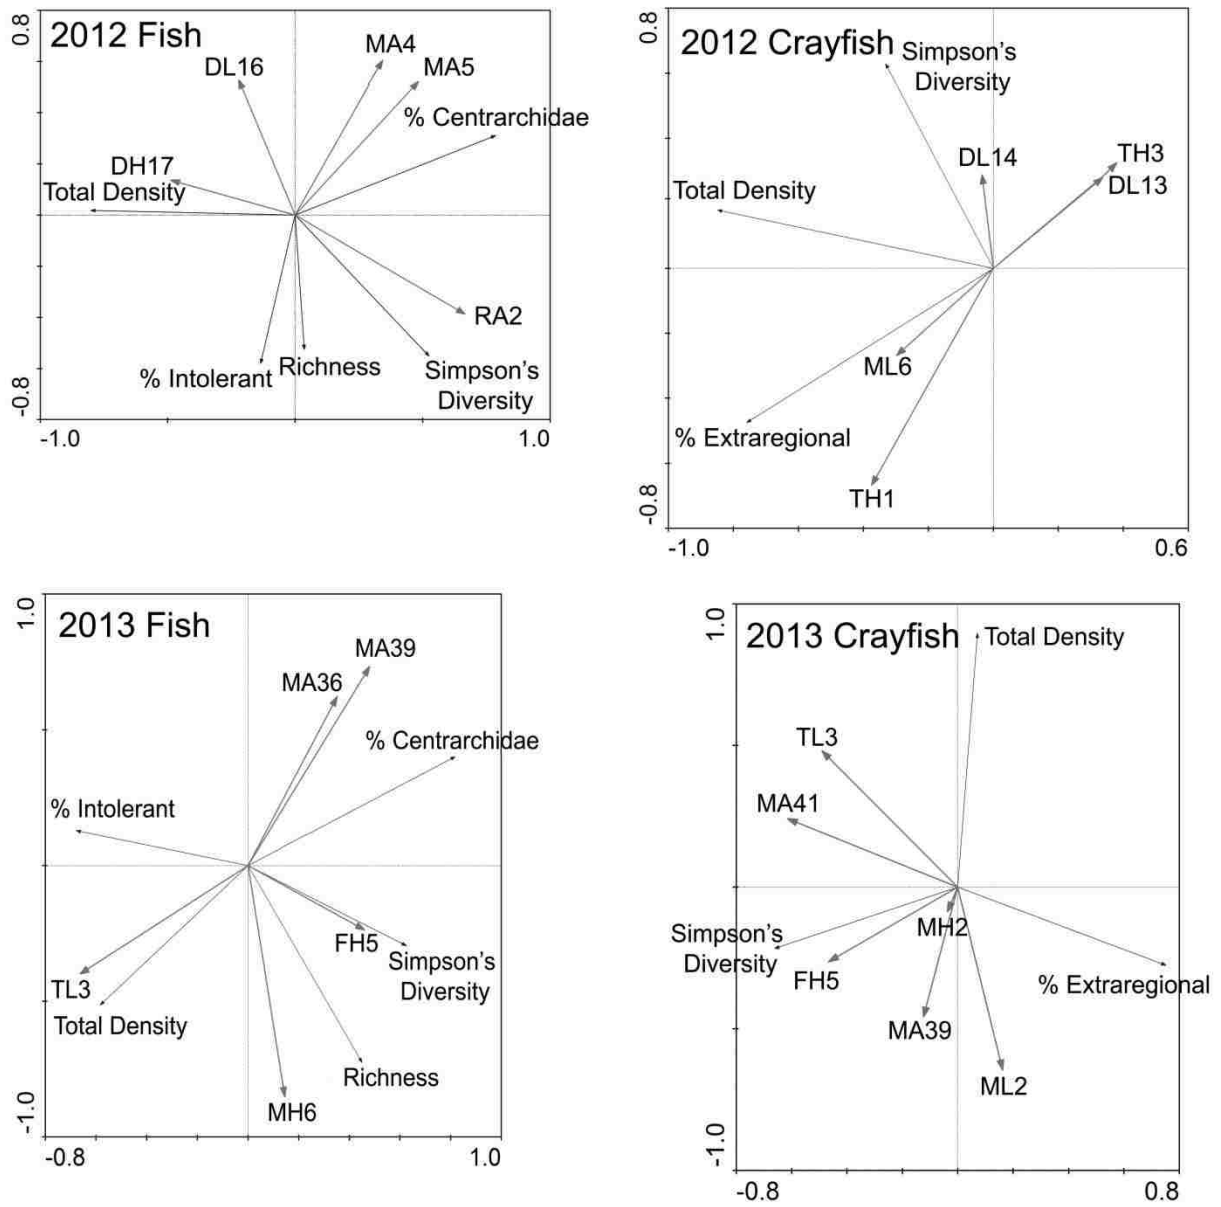 0.8
2012 Fish
MA4
DL16
MA5
% Centrarchidae
DH17
Total Density
RA2
Richness
% Intolerant
Simpson's
Diversity
-0.8
-1.0
1.0
0.8
2012 Crayfish
Simpson's
Diversity
DL14
TH3
DL13
Total Density
ML6
% Extraregional
TH1
-0.8
-1.0
0.6
1.0
2013 Fish
MA39
MA36
% Centrarchidae
% Intolerant
FH5
Simpson's
Diversity
TL3
Total Density
Richness
MH6
-1.0
-0.8
1.0
1.0
2013 Crayfish
Total Density
TL3
MA41
MH2
Simpson's
Diversity
FH5
% Extraregional
MA39
ML2
-1.0
-0.8
0.8